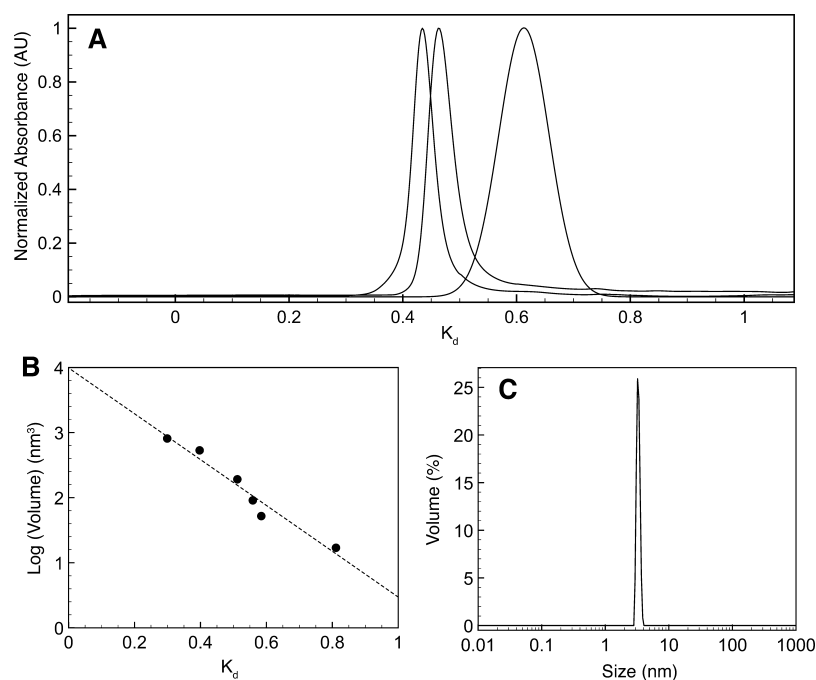 A
Normalized Absorbance (AU)
1
0.8
0.6
0.4
0.2
0
0 0.2 0.4 0.6 0.8 1
Kd
B
Log (Volume) (nm³)
4
3
2
1
0
0 0.2 0.4 0.6 0.8 1
Kd
C
Volume (%)
25
20
15
10
5
0
0.01 0.1 1 10 100 1000
Size (nm)